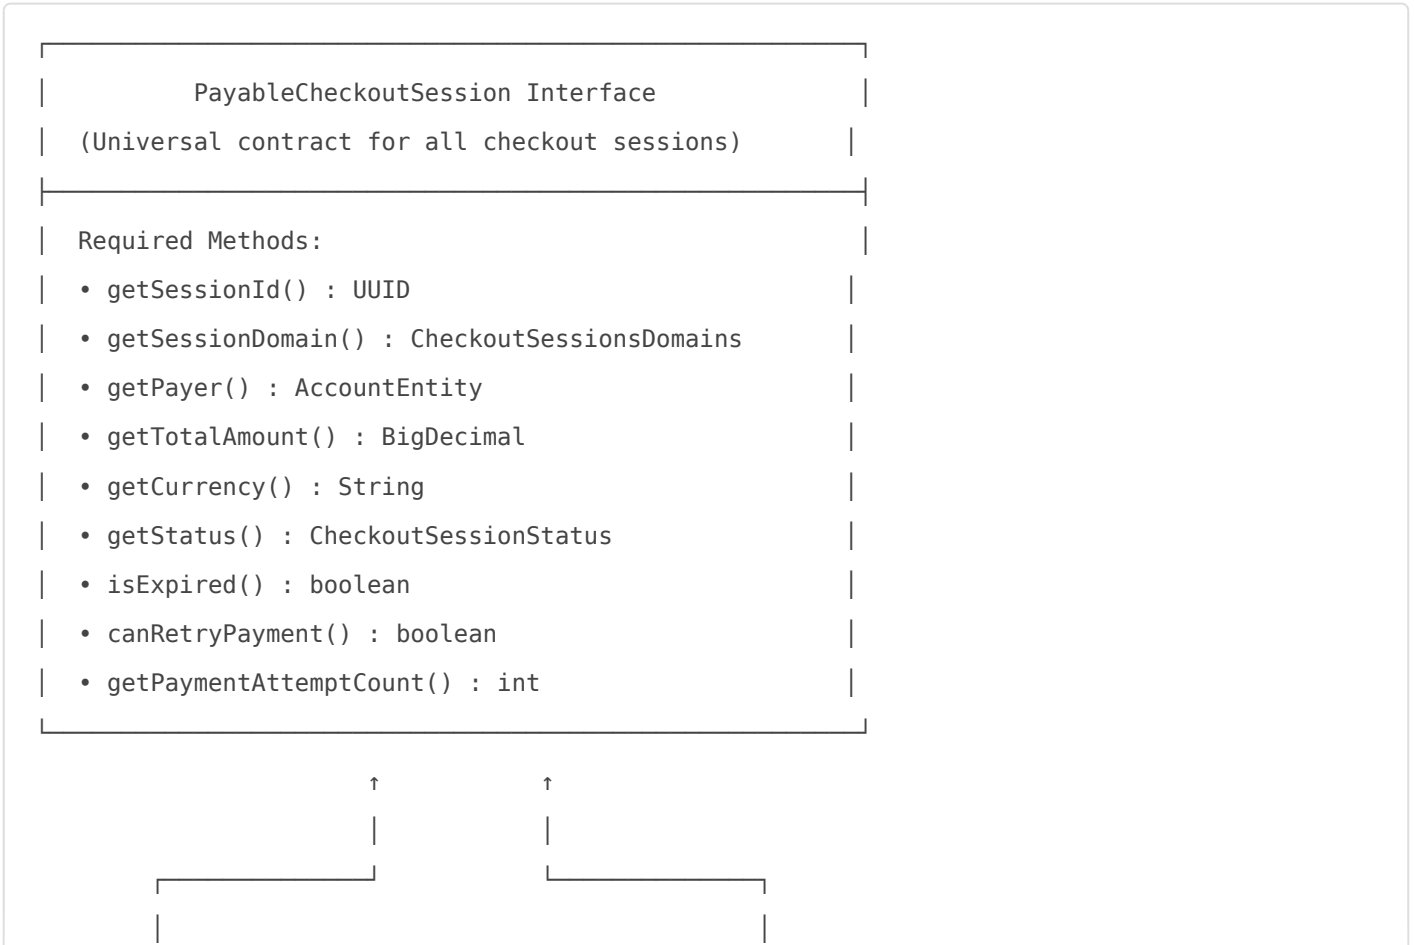 PayableCheckoutSession Interface
(Universal contract for all checkout sessions)
Required Methods:
• getSessionId() : UUID
• getSessionDomain() : CheckoutSessionsDomains
• getPayer() : AccountEntity
• getTotalAmount() : BigDecimal
• getCurrency() : String
• getStatus() : CheckoutSessionStatus
• isExpired() : boolean
• canRetryPayment() : boolean
• getPaymentAttemptCount() : int